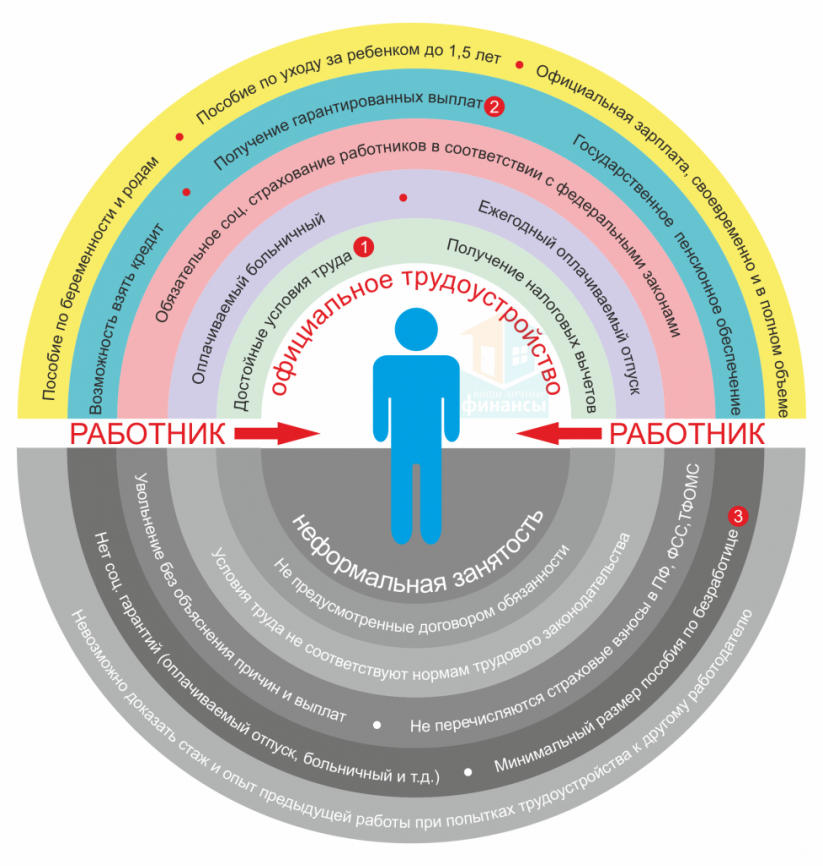 Пособие по беременности и родам • Пособие по уходу за ребенком до 1,5 лет • Официальная зарплата, своевременно и в полном объеме
Возможность взять кредит • Получение гарантированных выплат 2 Государственное пенсионное обеспечение
Обязательное соц. страхование работников в соответствии с федеральными законами
Оплачиваемый больничный • Ежегодный оплачиваемый отпуск
Достойные условия труда 1 Получение налоговых вычетов
официальное трудоустройство
финансы
РАБОТНИК
РАБОТНИК
неформальная занятость
Не предусмотренные договором обязанности
Условия труда не соответствуют нормам трудового законодательства
Увольнение без объяснения причин и выплат • Не перечисляются страховые взносы в ПФ, ФСС,ТФОМС
Нет соц. гарантий (оплачиваемый отпуск, больничный и т.д.) • Минимальный размер пособия по безработице 3
Невозможно доказать стаж и опыт предыдущей работы при попытках трудоустройства к другому работодателю